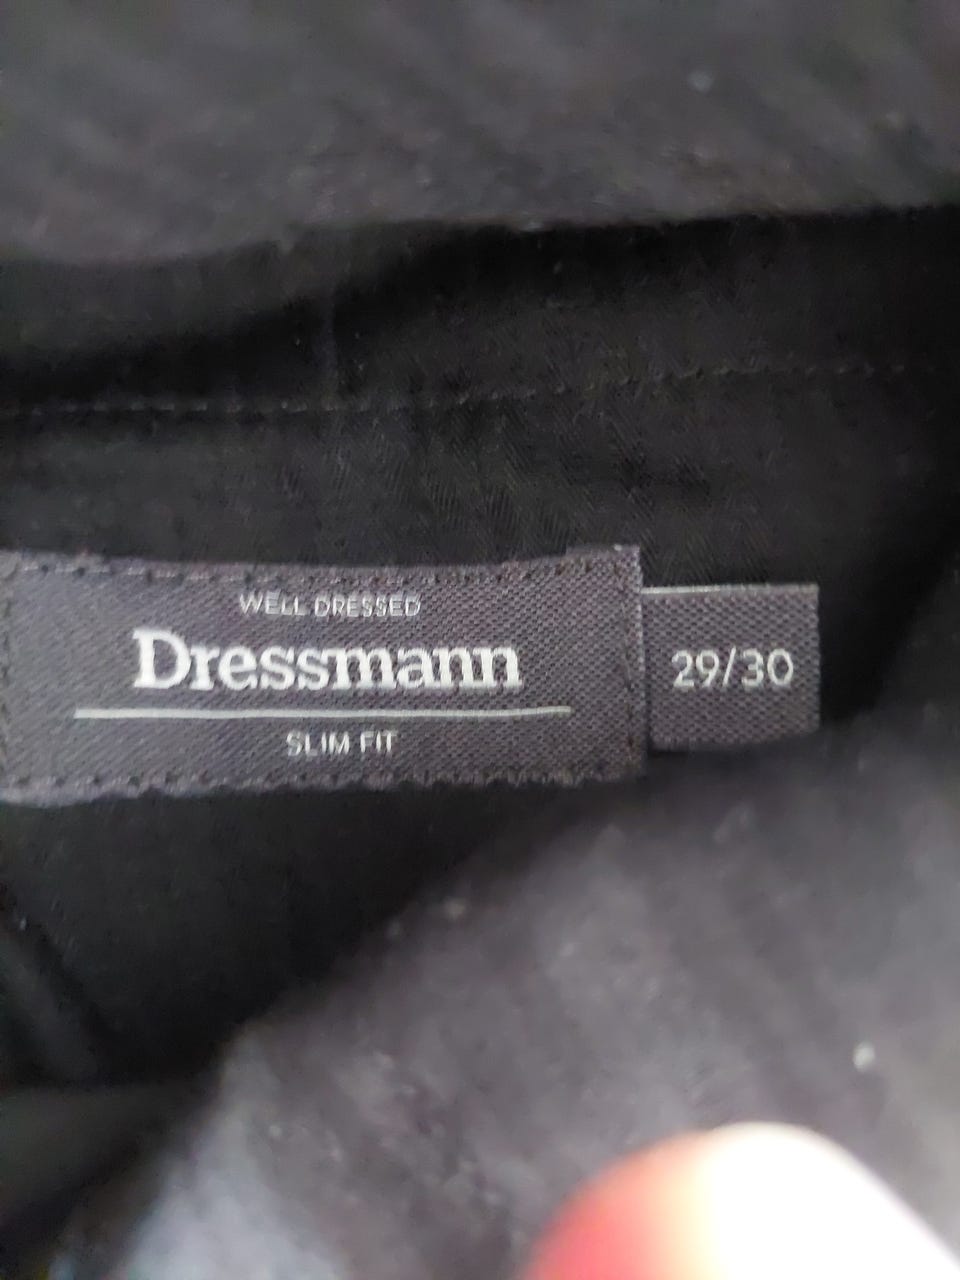 WELL DRESSED
Dressmann
SLIM FIT
29/30